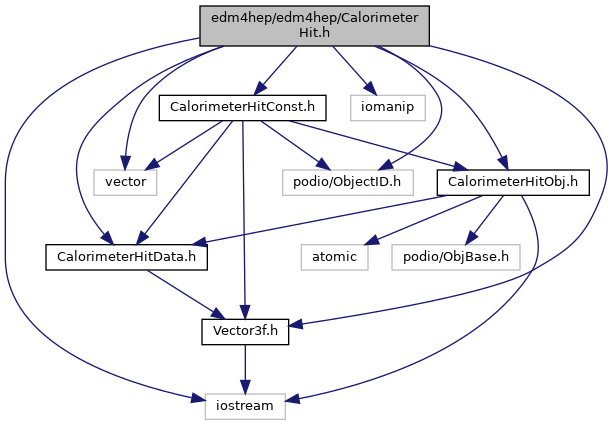 edm4hep/edm4hep/Calorimeter
Hit.h
CalorimeterHitConst.h
iomanip
vector
podio/ObjectID.h
CalorimeterHitObj.h
CalorimeterHitData.h
atomic
podio/ObjBase.h
Vector3f.h
iostream